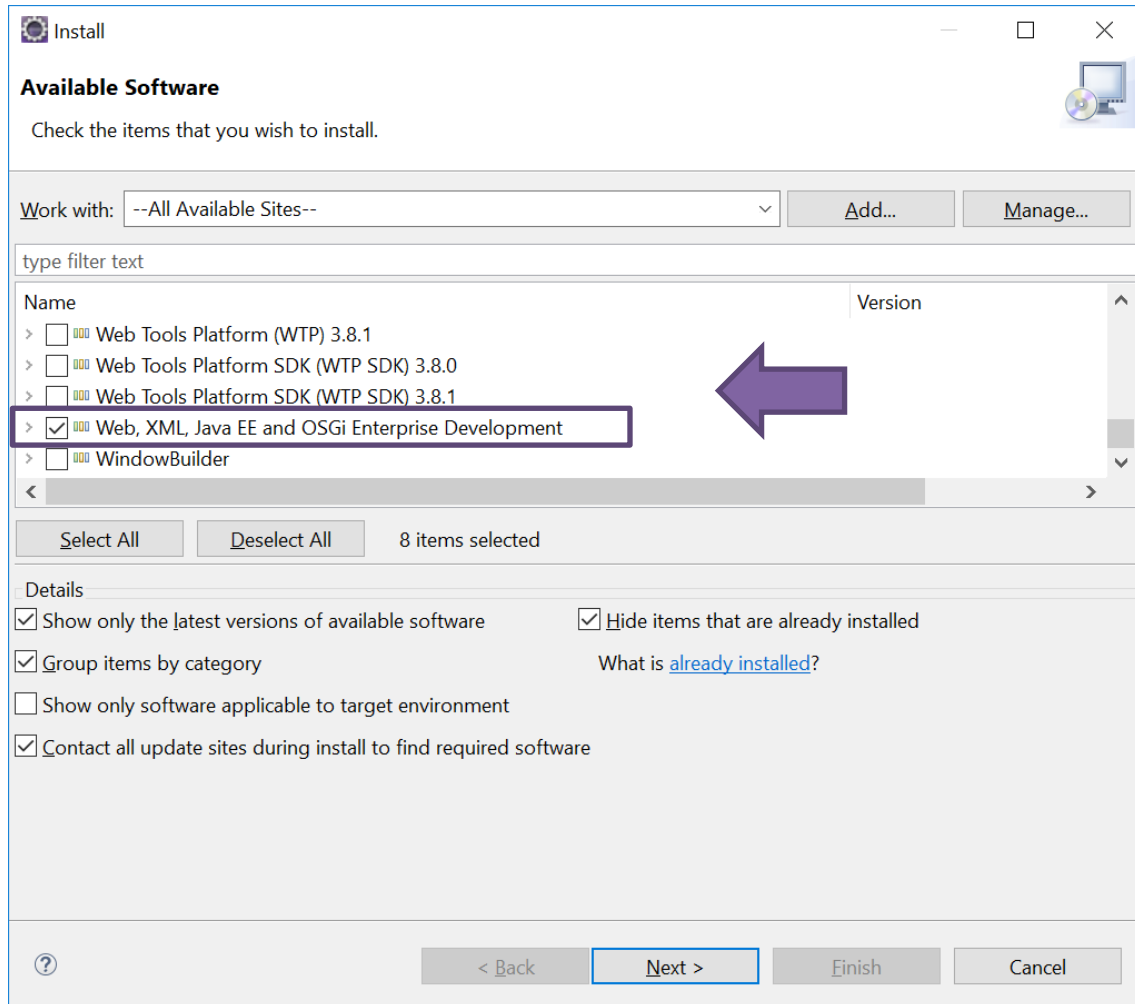 Install
Available Software
Check the items that you wish to install.
Work with: --All Available Sites-- Add... Manage...
type filter text
Name Version
Web Tools Platform (WTP) 3.8.1
Web Tools Platform SDK (WTP SDK) 3.8.0
Web Tools Platform SDK (WTP SDK) 3.8.1
Web, XML, Java EE and OSGi Enterprise Development
WindowBuilder
Select All Deselect All 8 items selected
Details
Show only the latest versions of available software Hide items that are already installed
Group items by category What is already installed?
Show only software applicable to target environment
Contact all update sites during install to find required software
? < Back Next > Finish Cancel